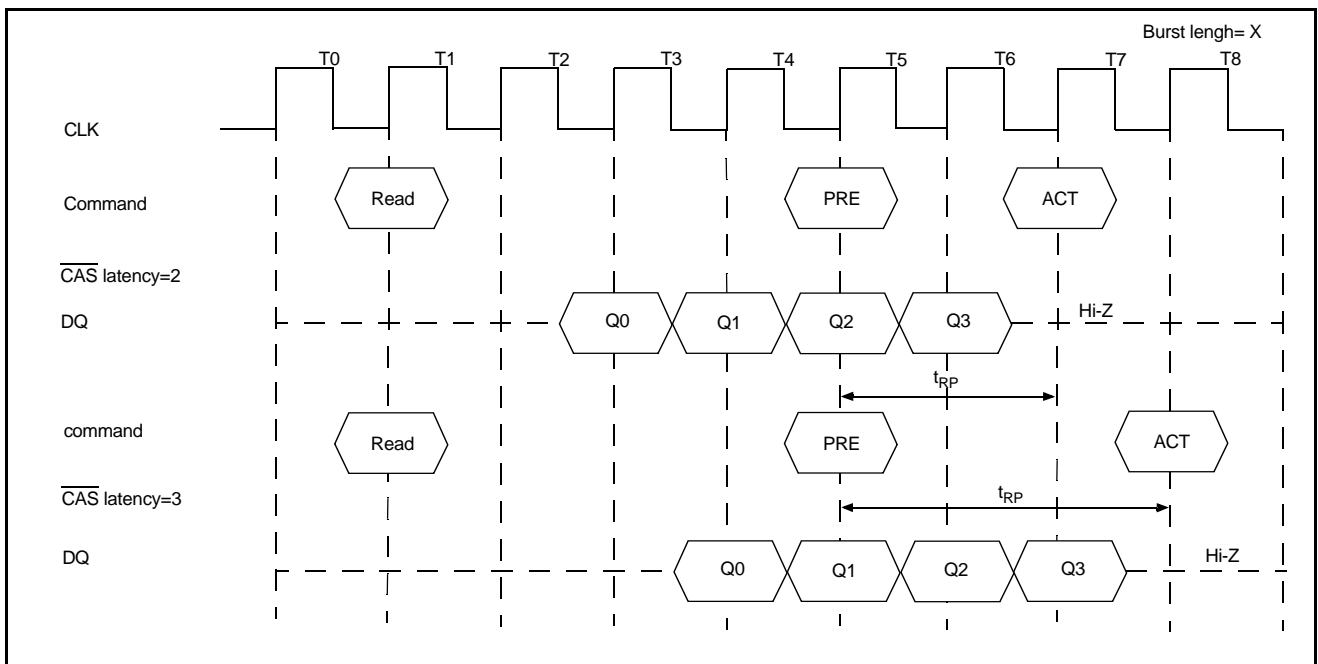 Burst lengh= X
T0 T1 T2 T3 T4 T5 T6 T7 T8
CLK
Command Read PRE ACT
CAS latency=2
DQ Q0 Q1 Q2 Q3 Hi-Z
tRP
command Read PRE ACT
CAS latency=3
tRP
DQ Q0 Q1 Q2 Q3 Hi-Z